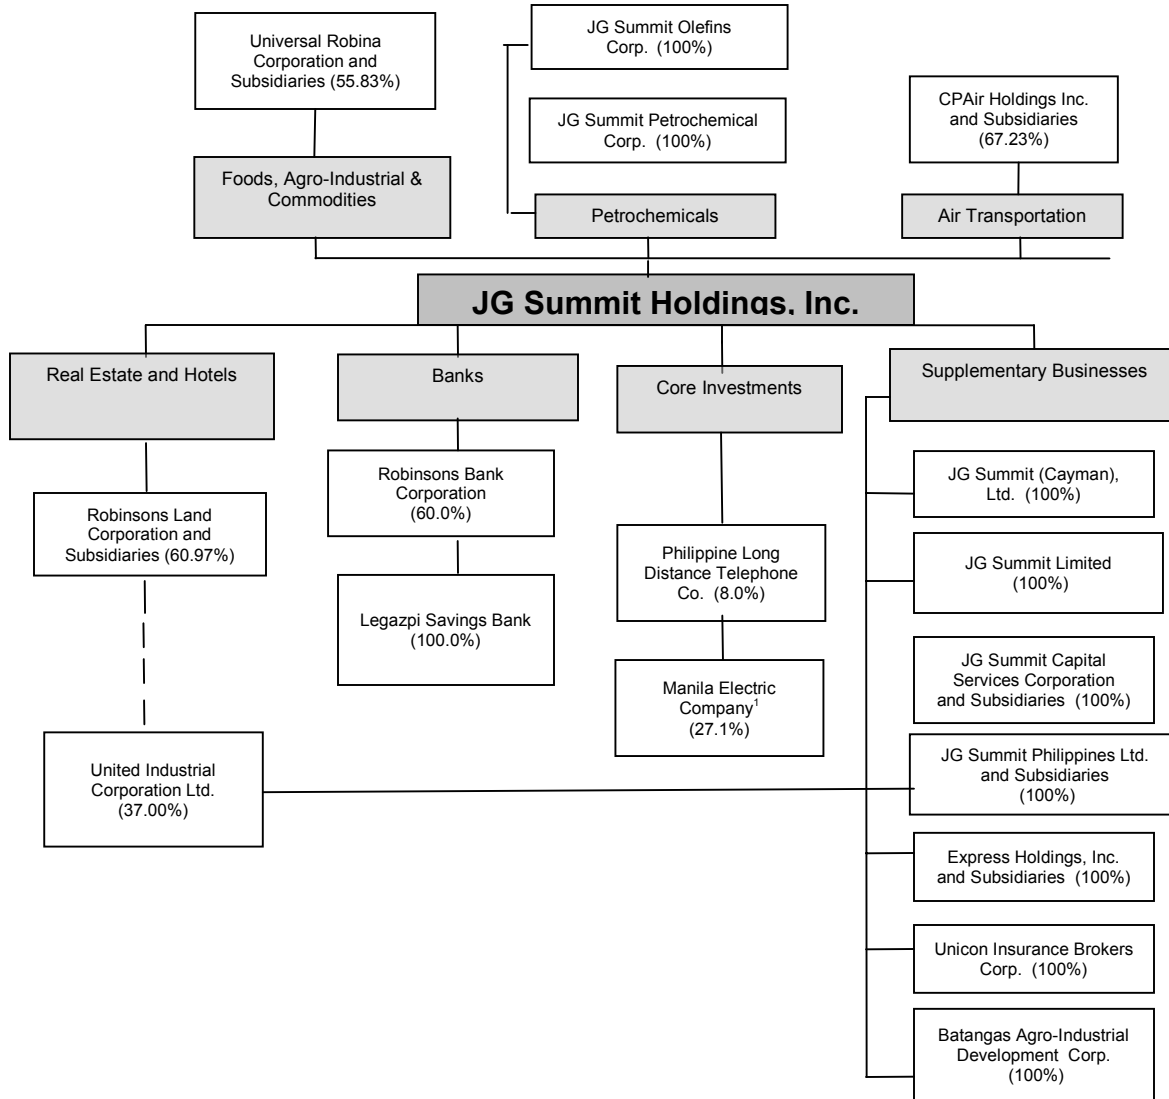 Universal Robina
Corporation and
Subsidiaries (55.83%)
JG Summit Olefins
Corp. (100%)
JG Summit Petrochemical
Corp. (100%)
CPAir Holdings Inc.
and Subsidiaries
(67.23%)
Foods, Agro-Industrial &
Commodities
Petrochemicals
Air Transportation
JG Summit Holdings, Inc.
Real Estate and Hotels
Banks
Core Investments
Supplementary Businesses
Robinsons Land
Corporation and
Subsidiaries (60.97%)
United Industrial
Corporation Ltd.
(37.00%)
Robinsons Bank
Corporation
(60.0%)
Legazpi Savings Bank
(100.0%)
Philippine Long
Distance Telephone
Co. (8.0%)
Manila Electric
Company¹
(27.1%)
JG Summit (Cayman),
Ltd. (100%)
JG Summit Limited
(100%)
JG Summit Capital
Services Corporation
and Subsidiaries (100%)
JG Summit Philippines Ltd.
and Subsidiaries
(100%)
Express Holdings, Inc.
and Subsidiaries (100%)
Unicon Insurance Brokers
Corp. (100%)
Batangas Agro-Industrial
Development Corp.
(100%)